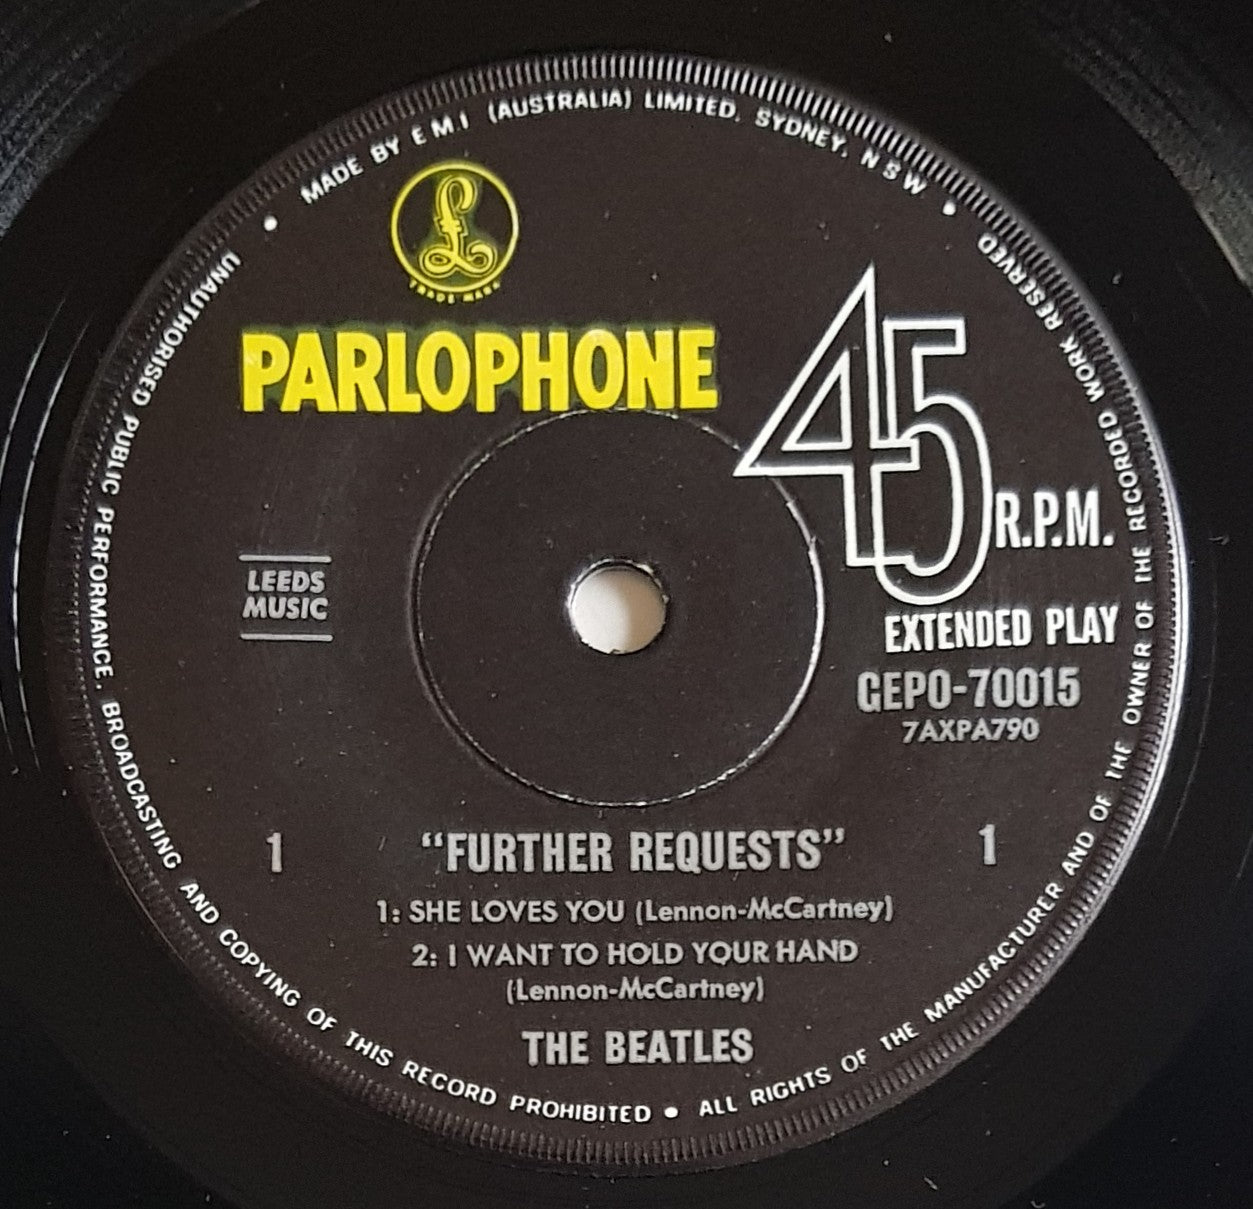 MADE BY E M.I (AUSTRALIA) LIMITED. SYDNEY. N S W
£
TRADE MARK
PARLOPHONE
45
R.P.M.
EXTENDED PLAY
LEEDS
MUSIC
GEPO-70015
7AXPA790
1
"FURTHER REQUESTS"
1
1: SHE LOVES YOU (Lennon-McCartney)
2: I WANT TO HOLD YOUR HAND
(Lennon-McCartney)
THE BEATLES
UNAUTHORISED PUBLIC PERFORMANCE, BROADCASTING AND COPYING OF THIS RECORD PROHIBITED • ALL RIGHTS OF THE MANUFACTURER AND OF THE OWNER OF THE RECORDED WORK RESERVED